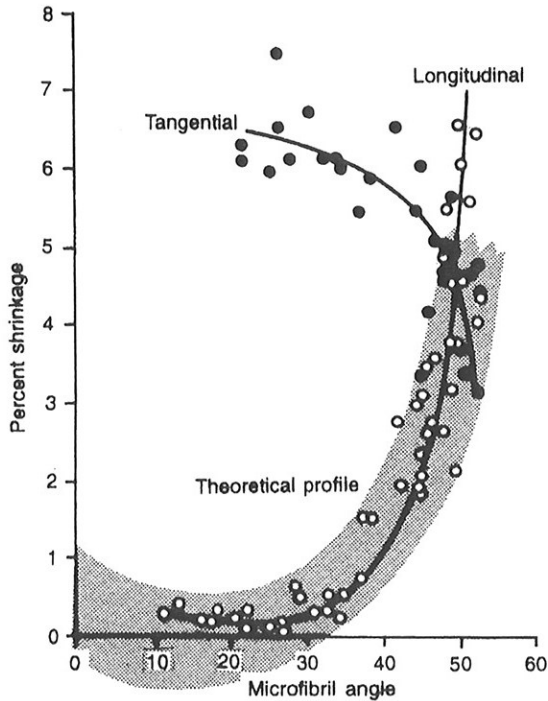 8
7
6
5
4
3
2
1
0
Percent shrinkage
Longitudinal
Tangential
Theoretical profile
0 10 20 30 40 50 60
Microfibril angle